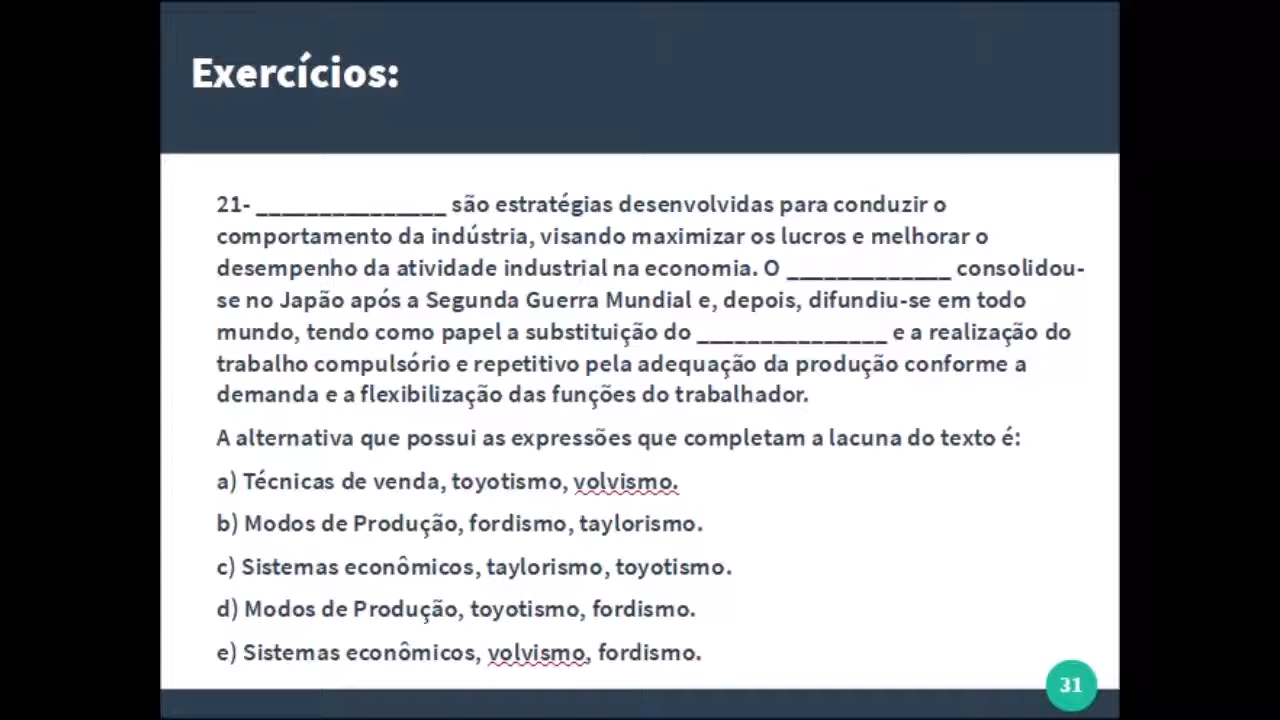 Exercícios:
21- _______________ são estratégias desenvolvidas para conduzir o
comportamento da indústria, visando maximizar os lucros e melhorar o
desempenho da atividade industrial na economia. O _____________ consolidou-
se no Japão após a Segunda Guerra Mundial e, depois, difundiu-se em todo
mundo, tendo como papel a substituição do _______________ e a realização do
trabalho compulsório e repetitivo pela adequação da produção conforme a
demanda e a flexibilização das funções do trabalhador.
A alternativa que possui as expressões que completam a lacuna do texto é:
a) Técnicas de venda, toyotismo, volvismo.
b) Modos de Produção, fordismo, taylorismo.
c) Sistemas econômicos, taylorismo, toyotismo.
d) Modos de Produção, toyotismo, fordismo.
e) Sistemas econômicos, volvismo, fordismo.
31